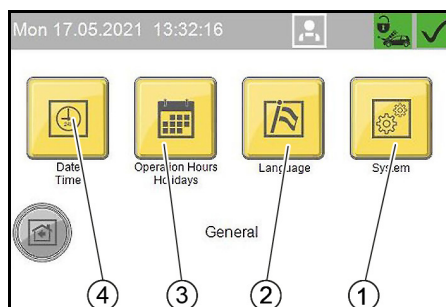 Mon 17.05.2021 13:32:16
24
Date
Time
Operation Hours
Holidays
Language
System
General
4
3
2
1